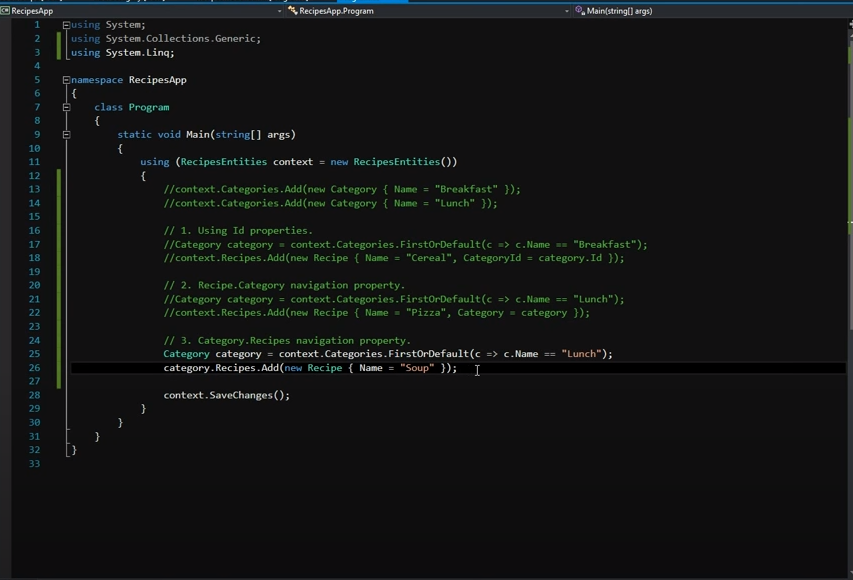 RecipesApp
RecipesApp.Program
Main(string[] args)
1 using System;
2 using System.Collections.Generic;
3 using System.Linq;
4
5 namespace RecipesApp
6 {
7 class Program
8 {
9 static void Main(string[] args)
10 {
11 using (RecipesEntities context = new RecipesEntities())
12 {
13 //context.Categories.Add(new Category { Name = "Breakfast" });
14 //context.Categories.Add(new Category { Name = "Lunch" });
15
16 // 1. Using Id properties.
17 //Category category = context.Categories.FirstOrDefault(c => c.Name == "Breakfast");
18 //context.Recipes.Add(new Recipe { Name = "Cereal", CategoryId = category.Id });
19
20 // 2. Recipe.Category navigation property.
21 //Category category = context.Categories.FirstOrDefault(c => c.Name == "Lunch");
22 //context.Recipes.Add(new Recipe { Name = "Pizza", Category = category });
23
24 // 3. Category.Recipes navigation property.
25 Category category = context.Categories.FirstOrDefault(c => c.Name == "Lunch");
26 category.Recipes.Add(new Recipe { Name = "Soup" });
27
28 context.SaveChanges();
29 }
30 }
31 }
32 }
33